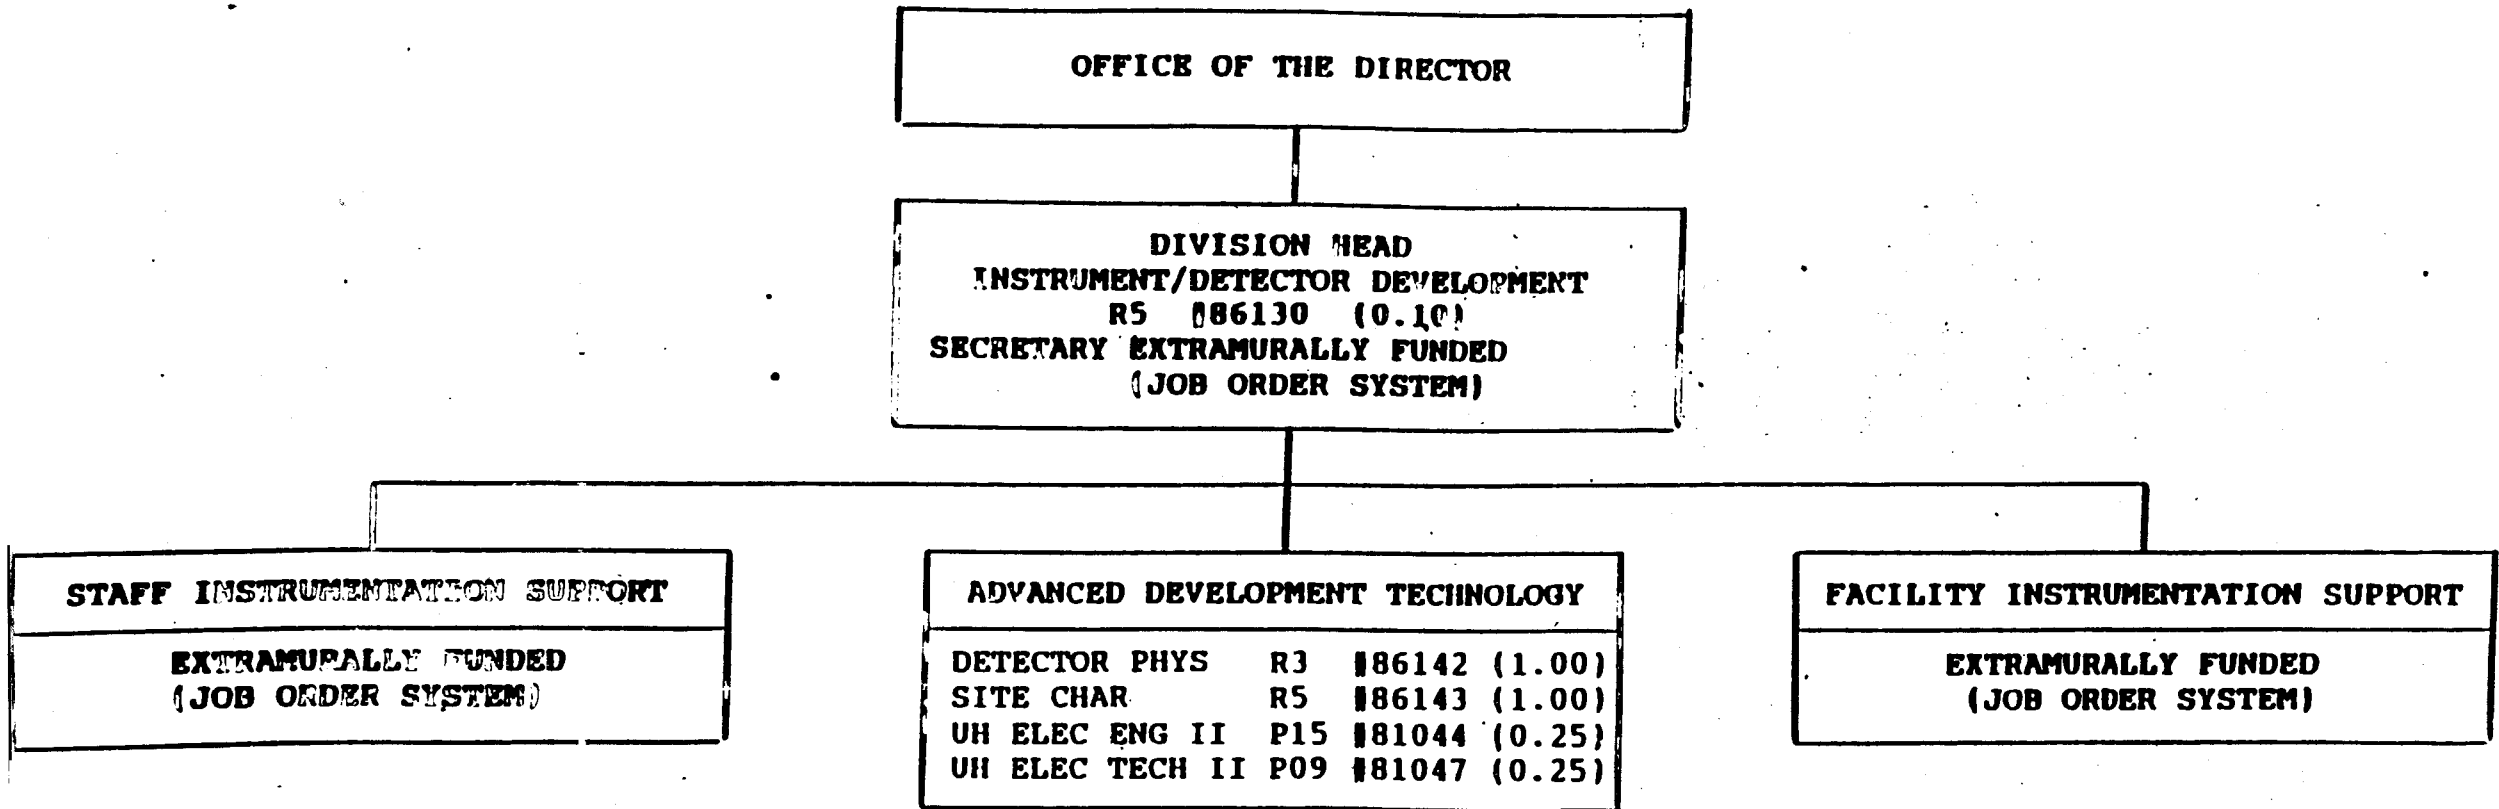 OFFICE OF THE DIRECTOR
DIVISION HEAD
INSTRUMENT/DETECTOR DEVELOPMENT
R5 #86130 (0.10)
SECRETARY EXTRAMURALLY FUNDED
(JOB ORDER SYSTEM)
STAFF INSTRUMENTATION SUPPORT
EXTRAMURALLY FUNDED
(JOB ORDER SYSTEM)
ADVANCED DEVELOPMENT TECHNOLOGY
DETECTOR PHYS R3 #86142 (1.00)
SITE CHAR R5 #86143 (1.00)
UH ELEC ENG II P15 #81044 (0.25)
UH ELEC TECH II P09 #81047 (0.25)
FACILITY INSTRUMENTATION SUPPORT
EXTRAMURALLY FUNDED
(JOB ORDER SYSTEM)